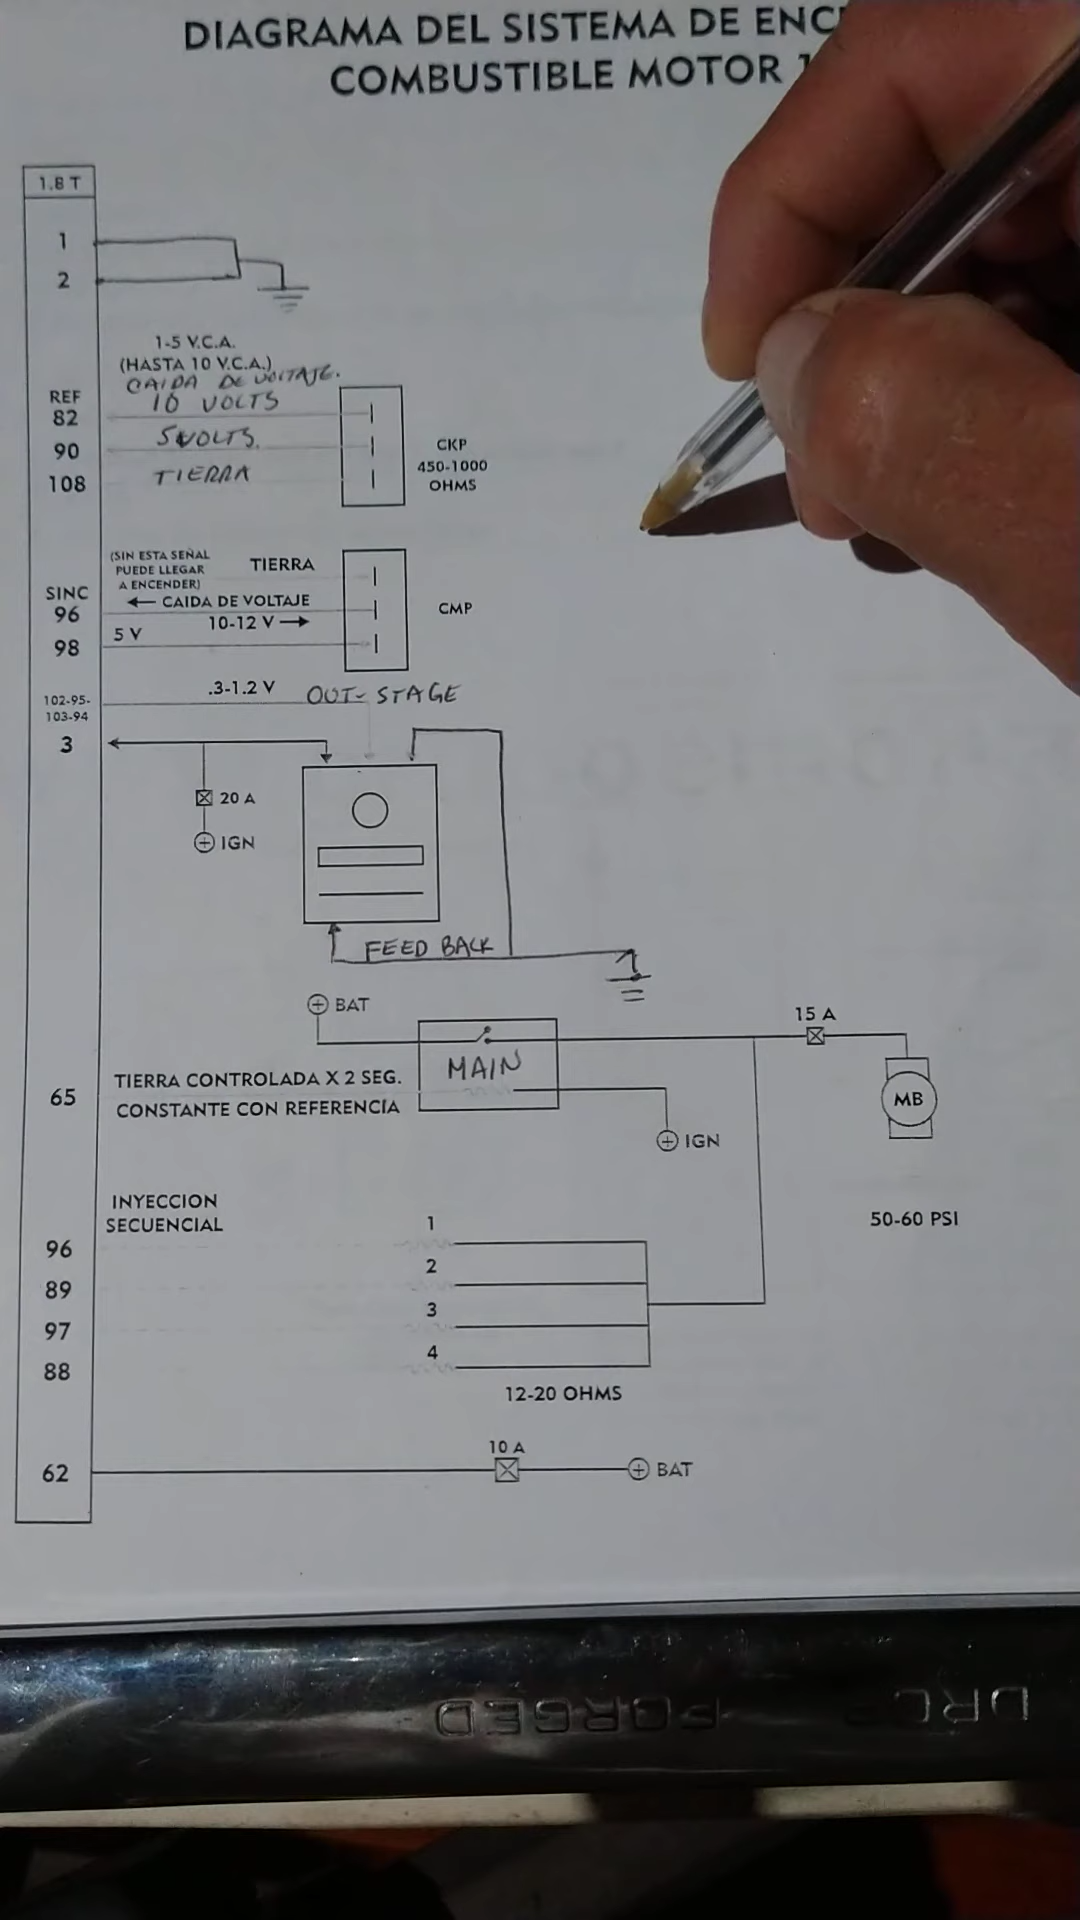 DIAGRAMA DEL SISTEMA DE
COMBUSTIBLE MOTOR
1.8 T
1
2
1-5 V.C.A.
(HASTA 10 V.C.A.)
CAIDA DE VOLTAJE.
REF
82
10 VOLTS
90
5 VOLTS.
108
TIERRA
CKP
450-1000
OHMS
(SIN ESTA SEÑAL
PUEDE LLEGAR
A ENCENDER)
TIERRA
SINC
96
← CAIDA DE VOLTAJE
10-12 V →
98
5 V
CMP
102-95-
103-94
.3-1.2 V
OUT-STAGE
3
20 A
IGN
FEED BACK
BAT
15 A
MAIN
65
TIERRA CONTROLADA X 2 SEG.
CONSTANTE CON REFERENCIA
IGN
MB
50-60 PSI
INYECCION
SECUENCIAL
96
1
89
2
97
3
88
4
12-20 OHMS
62
10 A
BAT
FORGED